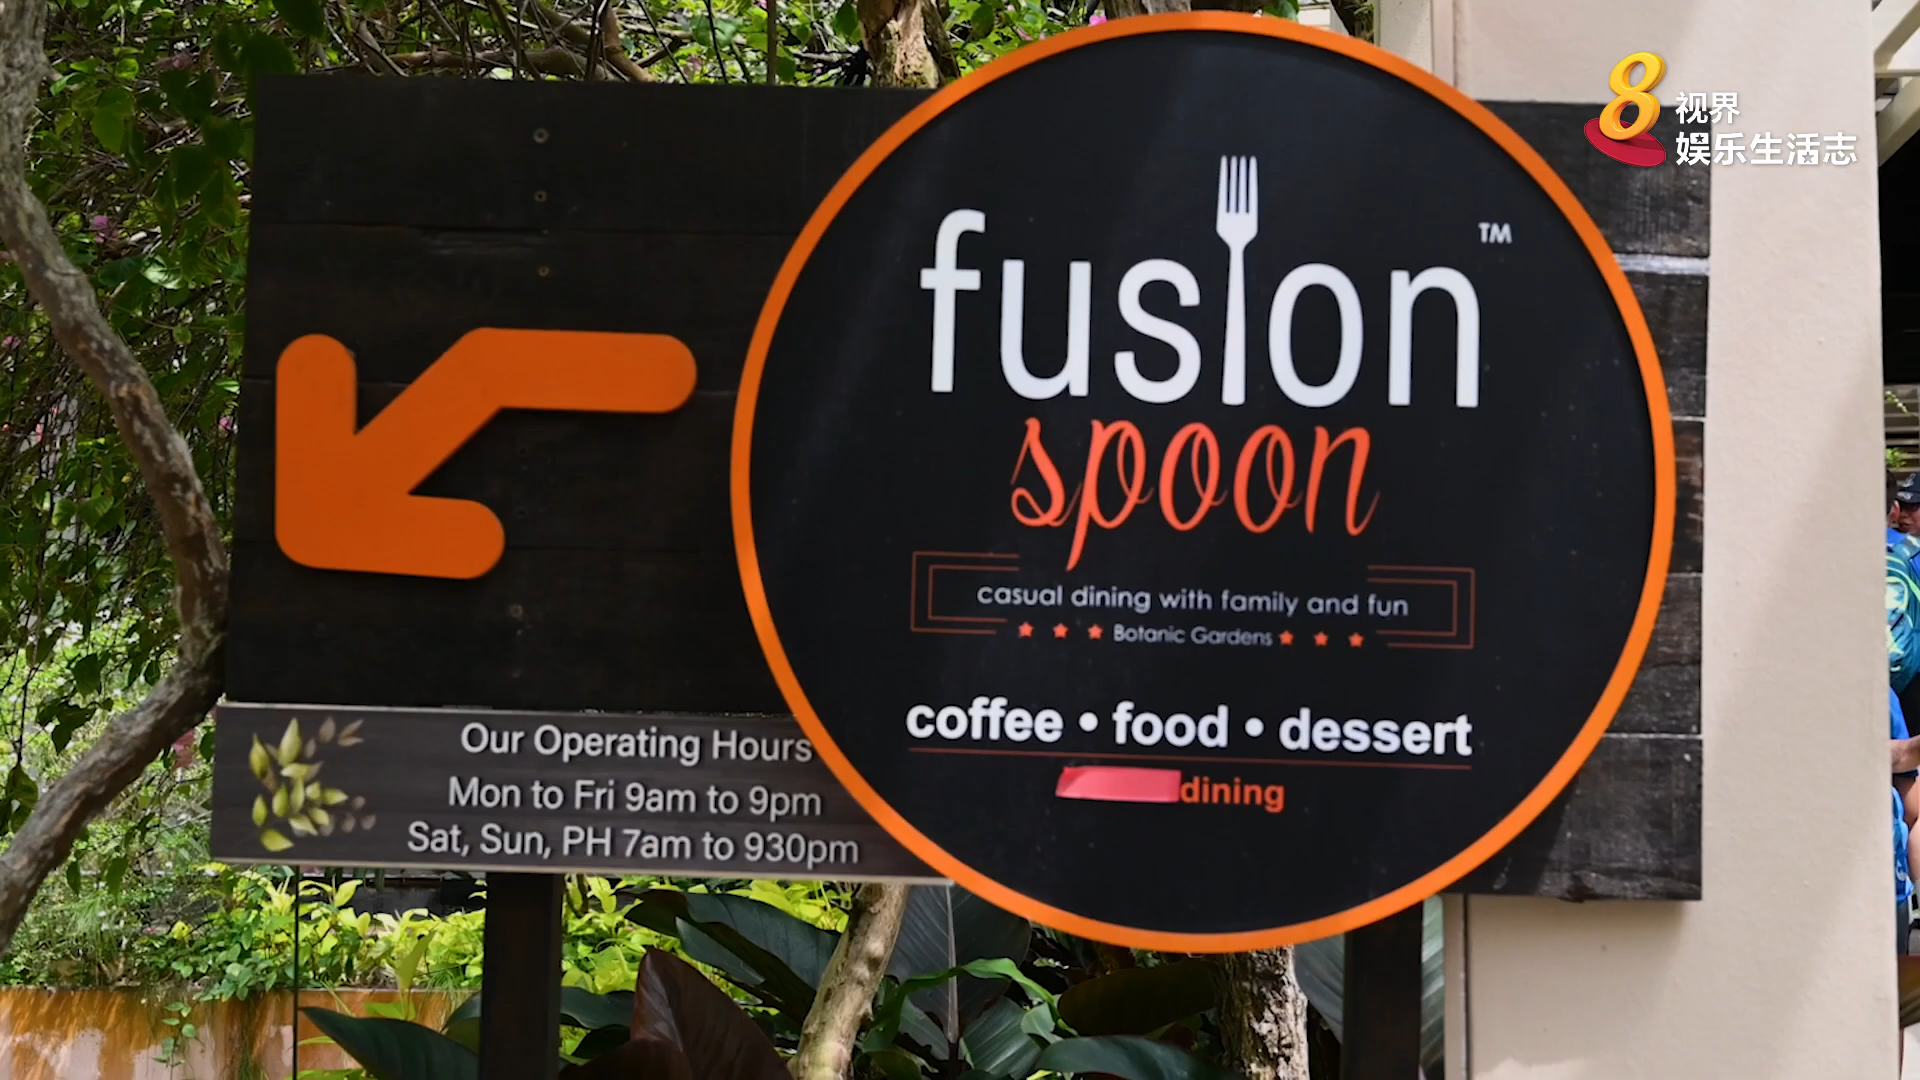 8视界
娱乐生活志
fusion
TM
spoon
casual dining with family and fun
Botanic Gardens
coffee • food • dessert
dining
Our Operating Hours
Mon to Fri 9am to 9pm
Sat, Sun, PH 7am to 930pm